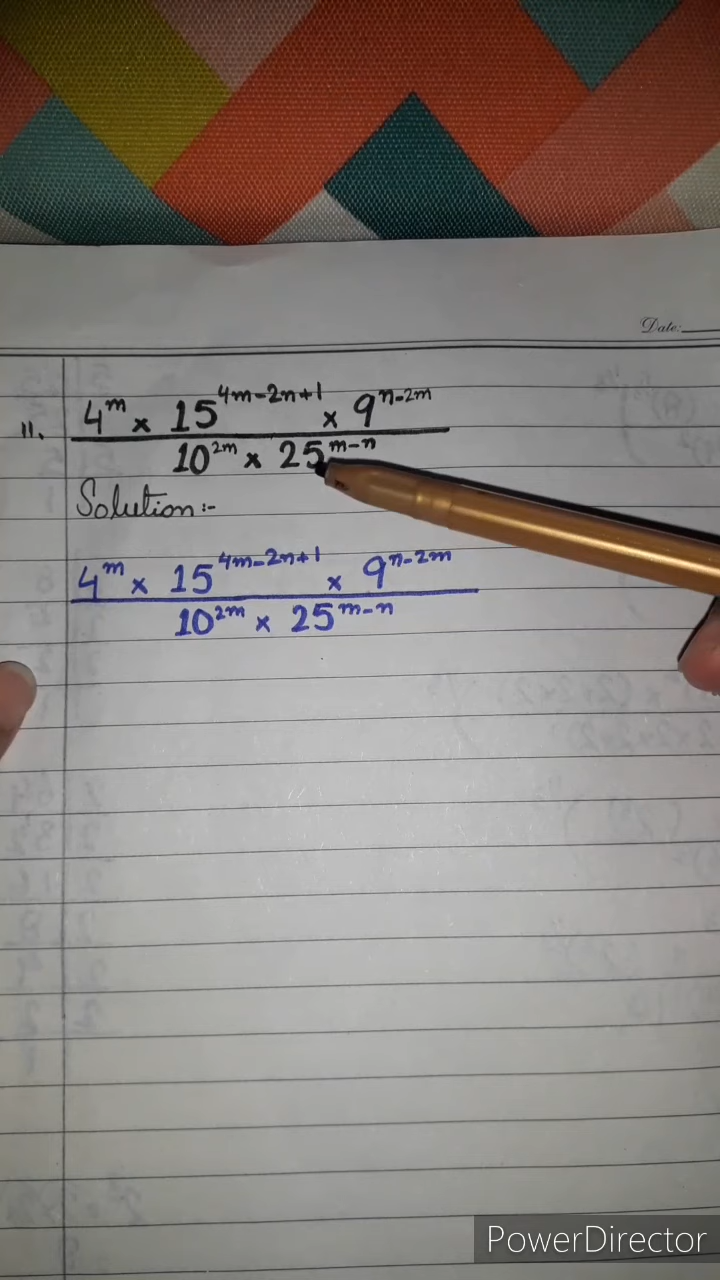 Date:
11. 4^m × 15^(4m-2n+1) × 9^(n-2m)
10^(2m) × 25^(m-n)
Solution:-
4^m × 15^(4m-2n+1) × 9^(n-2m)
10^(2m) × 25^(m-n)
PowerDirector